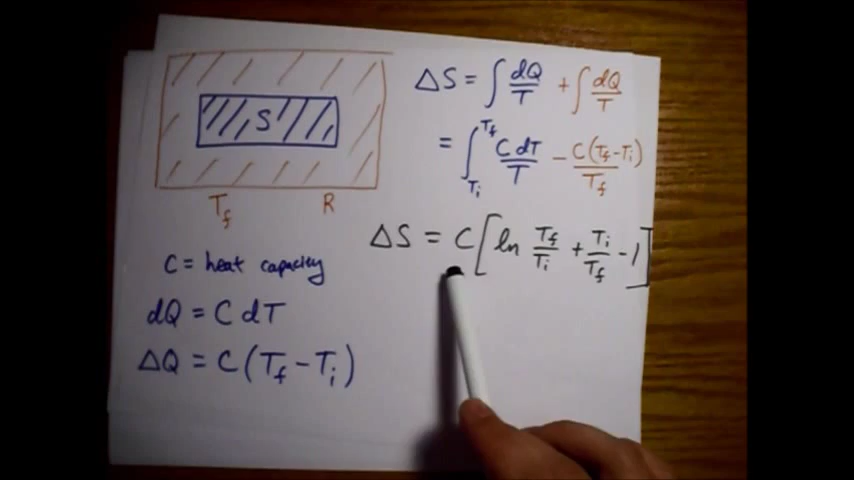 S
T_f R
C = heat capacity
dQ = C dT
ΔQ = C (T_f − T_i)
ΔS = ∫ dQ/T + ∫ dQ/T
= ∫_{T_i}^{T_f} C dT/T − C(T_f − T_i)/T_f
ΔS = C [ ln T_f/T_i + T_i/T_f − 1 ]